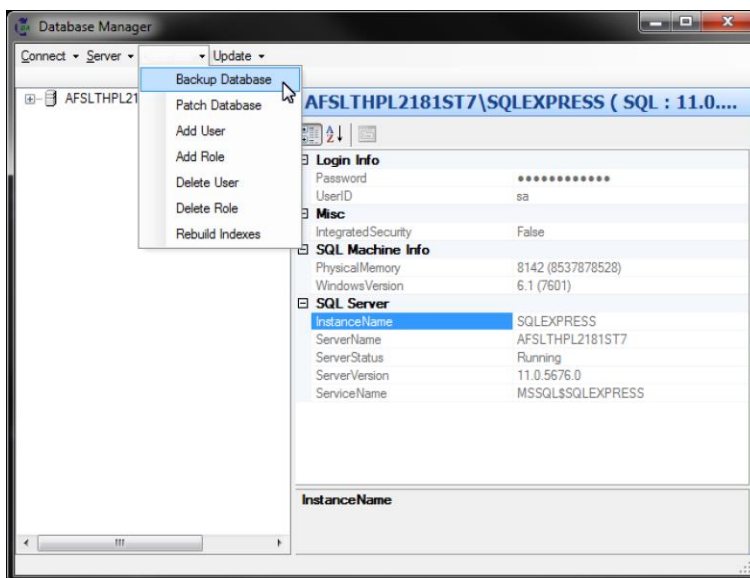 Database Manager
Connect Server Update
Backup Database
Patch Database
Add User
Add Role
Delete User
Delete Role
Rebuild Indexes
AFSLTHPL21
AFSLTHPL2181ST7\SQLEXPRESS ( SQL : 11.0....
Login Info
Password ●●●●●●●●●●●●
UserID sa
Misc
IntegratedSecurity False
SQL Machine Info
PhysicalMemory 8142 (8537878528)
WindowsVersion 6.1 (7601)
SQL Server
InstanceName SQLEXPRESS
ServerName AFSLTHPL2181ST7
ServerStatus Running
ServerVersion 11.0.5676.0
ServiceName MSSQL$SQLEXPRESS
InstanceName